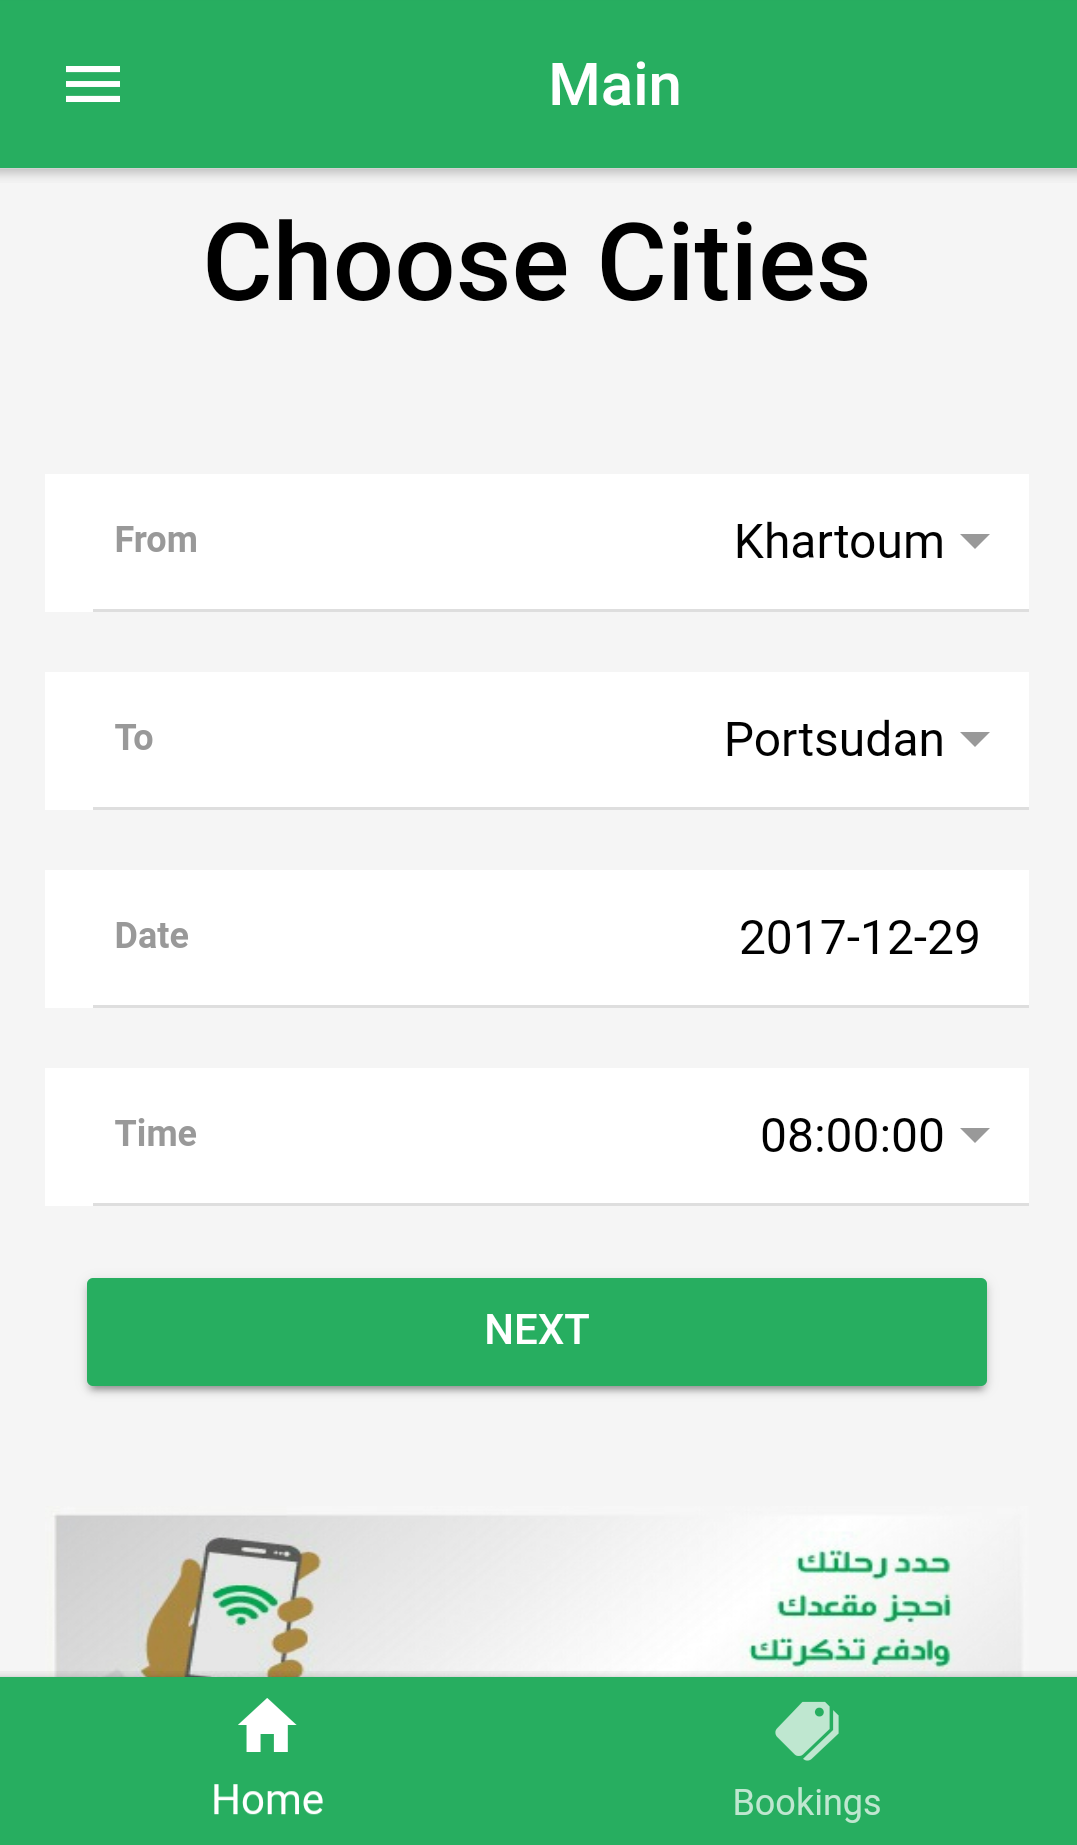 Main
Choose Cities
From Khartoum
To Portsudan
Date 2017-12-29
Time 08:00:00
NEXT
حدد رحلتك
أحجز مقعدك
وادفع تذكرتك
Home Bookings